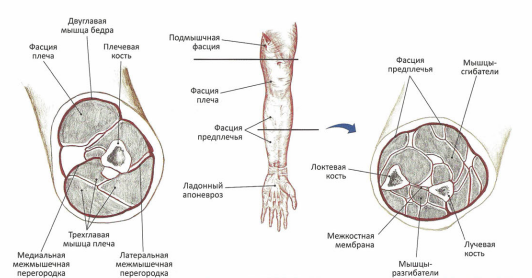 Двуглавая
мышца бедра
Фасция
плеча
Плечевая
кость
Трехглавая
мышца плеча
Медиальная
межмышечная
перегородка
Латеральная
межмышечная
перегородка
Подмышчная
фасция
Фасция
плеча
Фасция
предплечья
Ладонный
апоневроз
Фасция
предплечья
Мышцы-
сгибатели
Локтевая
кость
Межкостная
мембрана
Мышцы-
разгибатели
Лучевая
кость